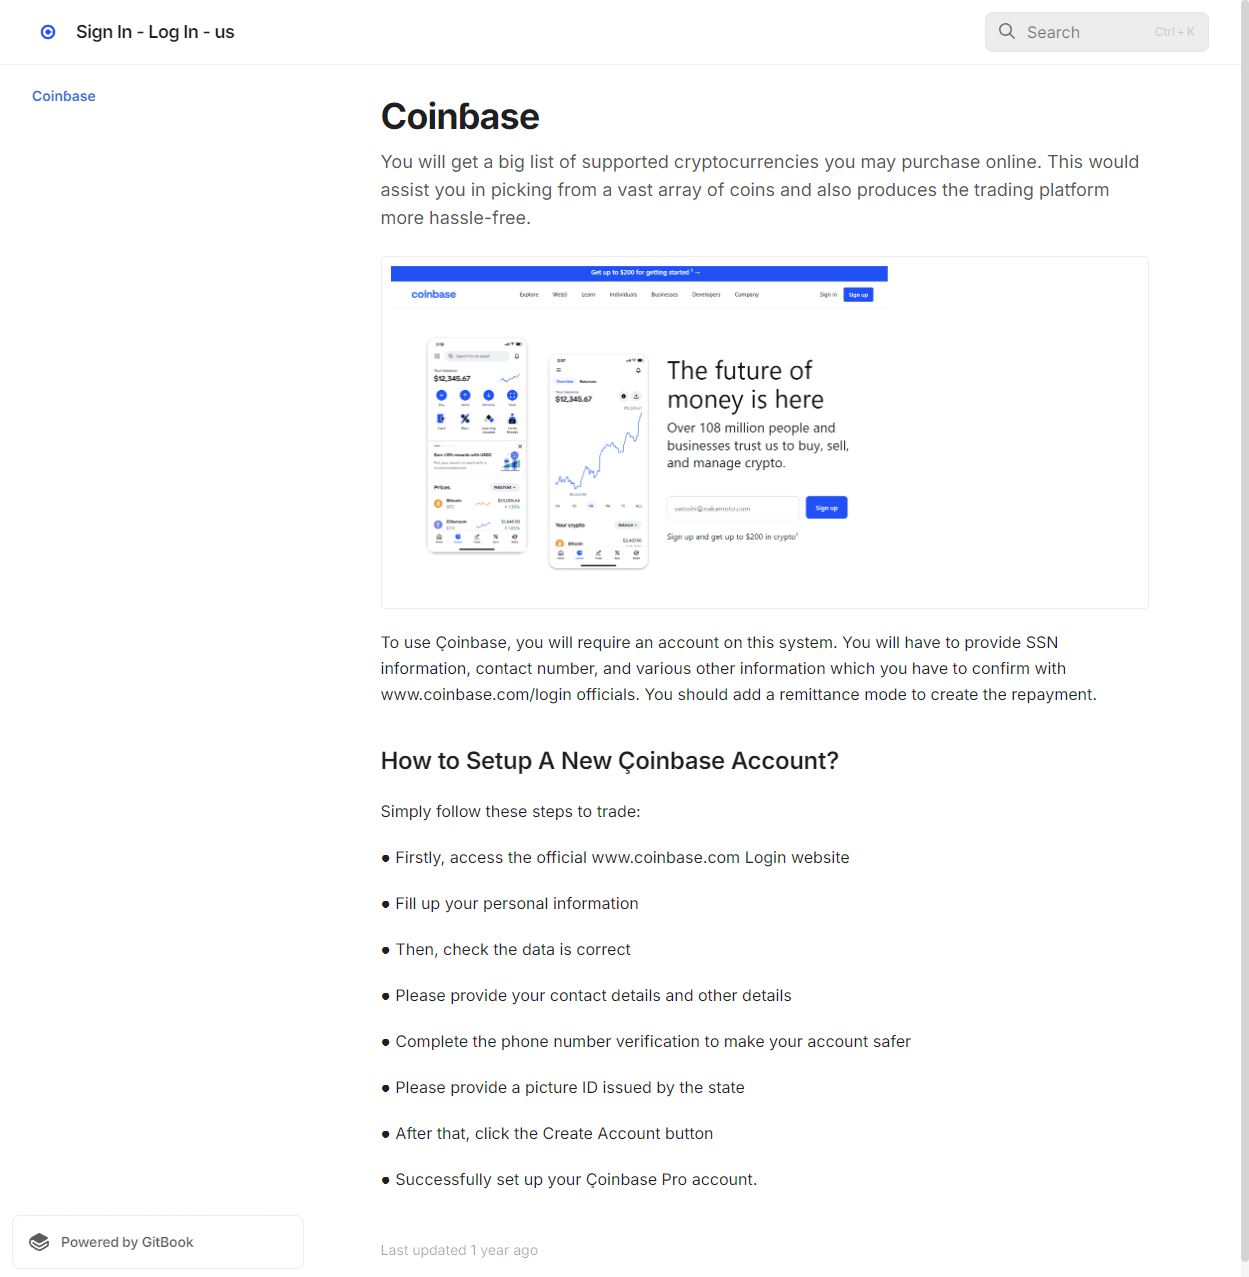 Sign In - Log In - us
Search
Ctrl + K
Coinbase
Coinɓase
You will get a big list of supported cryptocurrencies you may purchase online. This would
assist you in picking from a vast array of coins and also produces the trading platform
more hassle-free.
Get up to $200 for getting started ¹ →
coinbase
Explore Web3 Learn Individuals Businesses Developers Company
Sign in
Sign up
$12,345.67
$12,345.67
Prices
Your crypto
The future of
money is here
Over 108 million people and
businesses trust us to buy, sell,
and manage crypto.
satoshi@nakamoto.com
Sign up
Sign up and get up to $200 in crypto¹
To use Çoinbase, you will require an account on this system. You will have to provide SSN
information, contact number, and various other information which you have to confirm with
www.coinbase.com/login officials. You should add a remittance mode to create the repayment.
How to Setup A New Çoinbase Account?
Simply follow these steps to trade:
● Firstly, access the official www.coinbase.com Login website
● Fill up your personal information
● Then, check the data is correct
● Please provide your contact details and other details
● Complete the phone number verification to make your account safer
● Please provide a picture ID issued by the state
● After that, click the Create Account button
● Successfully set up your Çoinbase Pro account.
Powered by GitBook
Last updated 1 year ago